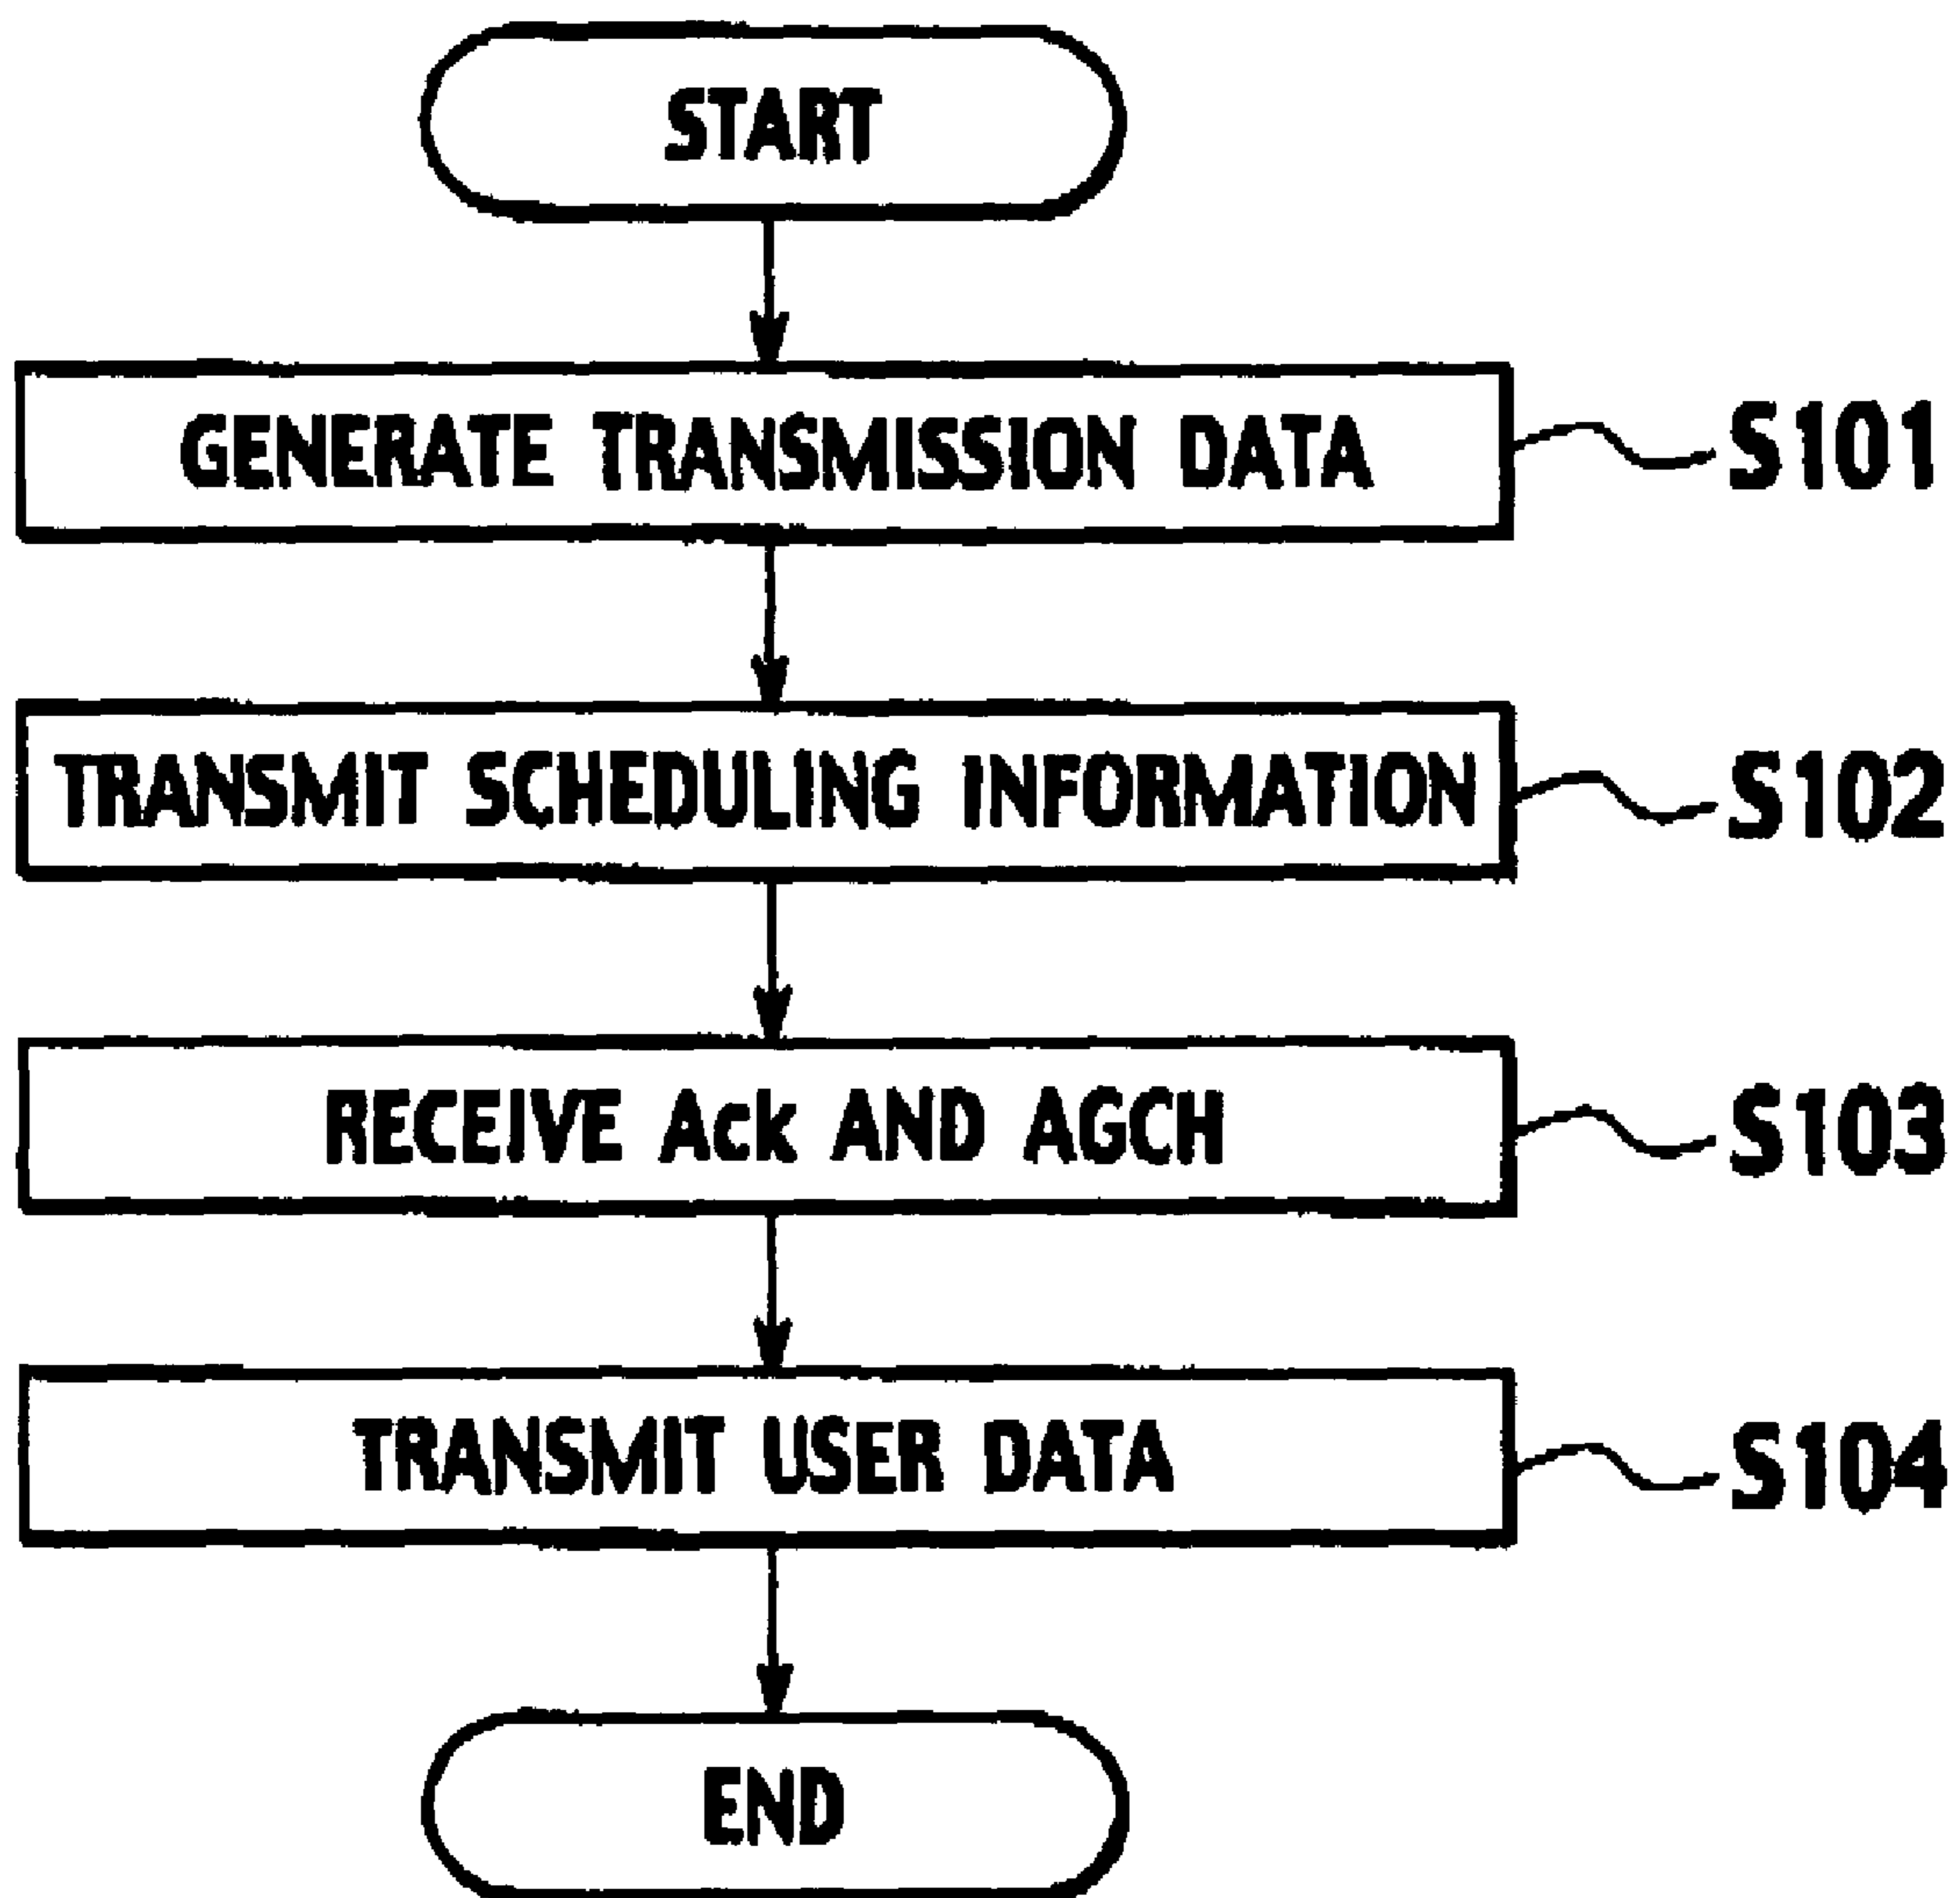 START
GENERATE TRANSMISSION DATA S101
TRANSMIT SCHEDULING INFORMATION S102
RECEIVE Ack AND AGCH S103
TRANSMIT USER DATA S104
END